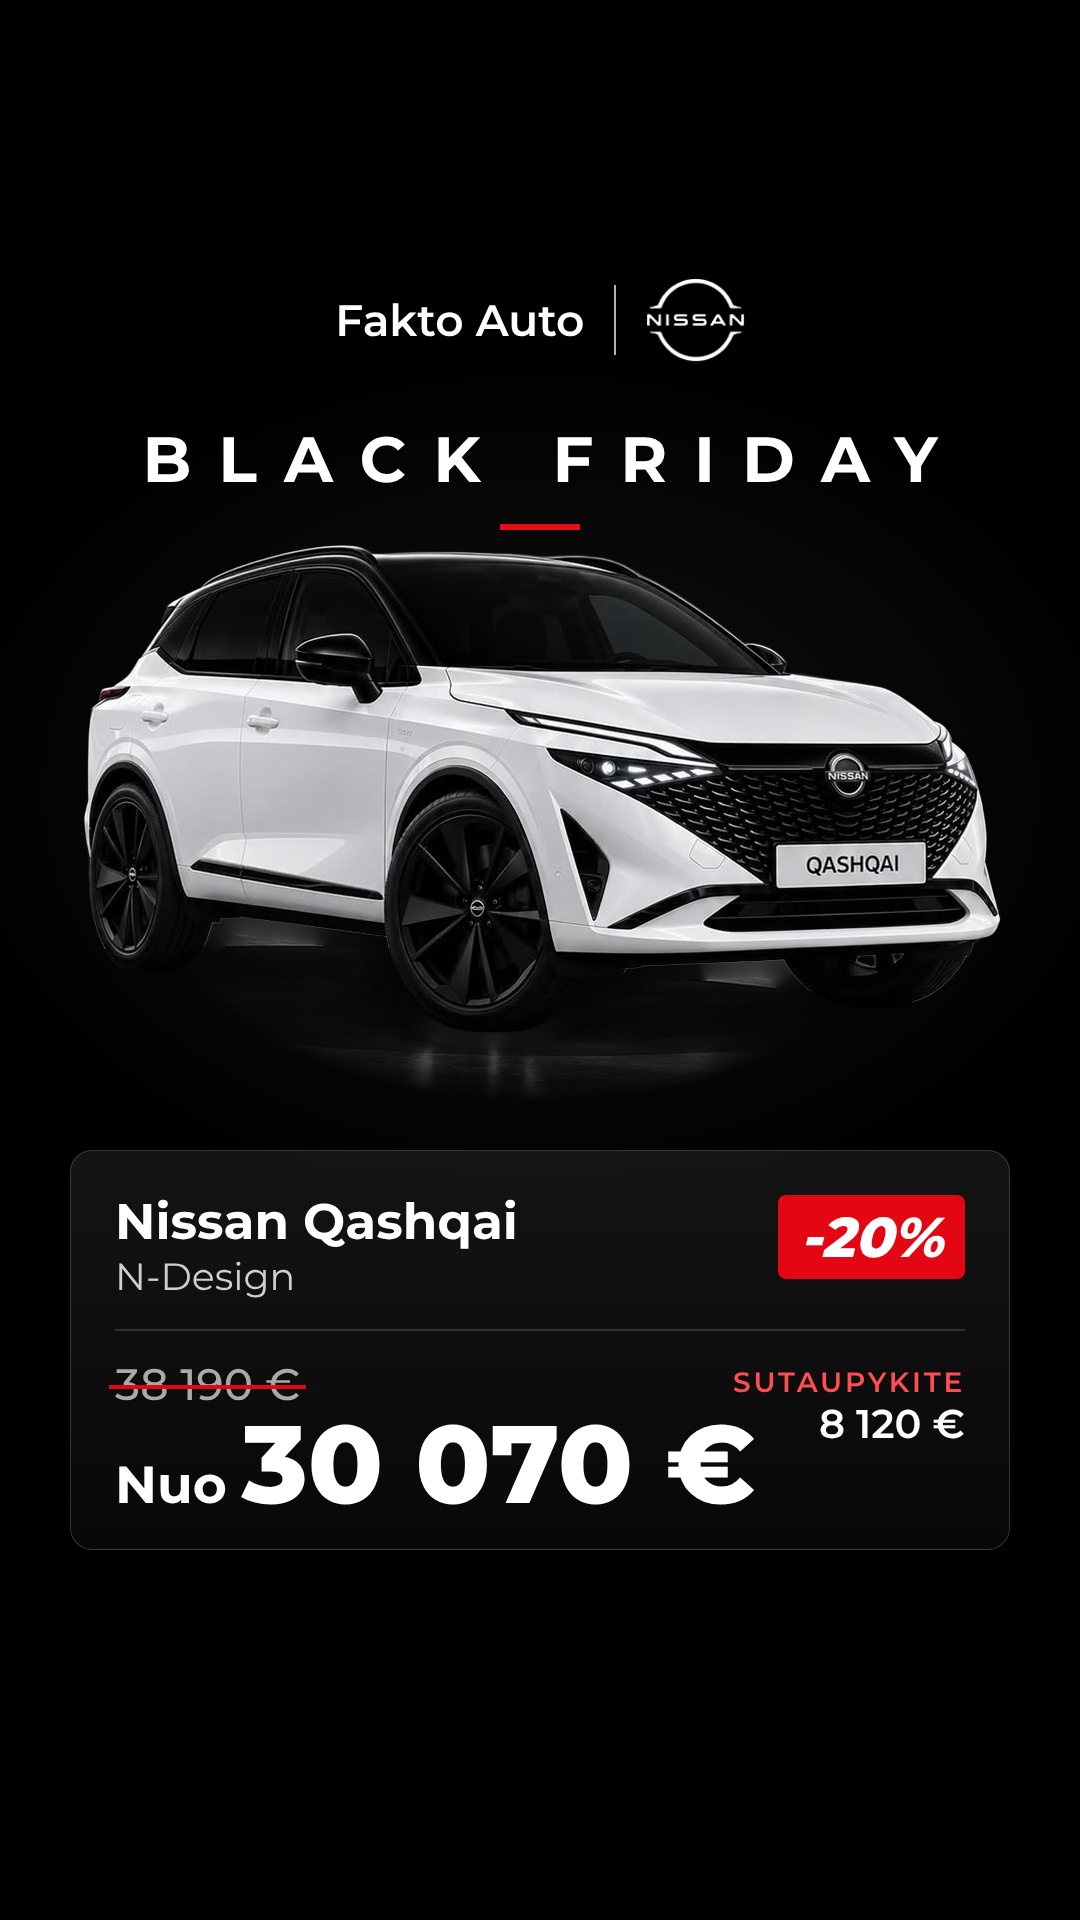 Fakto Auto
NISSAN
BLACK FRIDAY
NISSAN
QASHQAI
Nissan Qashqai
-20%
N-Design
38 190 €
SUTAUPYKITE
8 120 €
Nuo 30 070 €